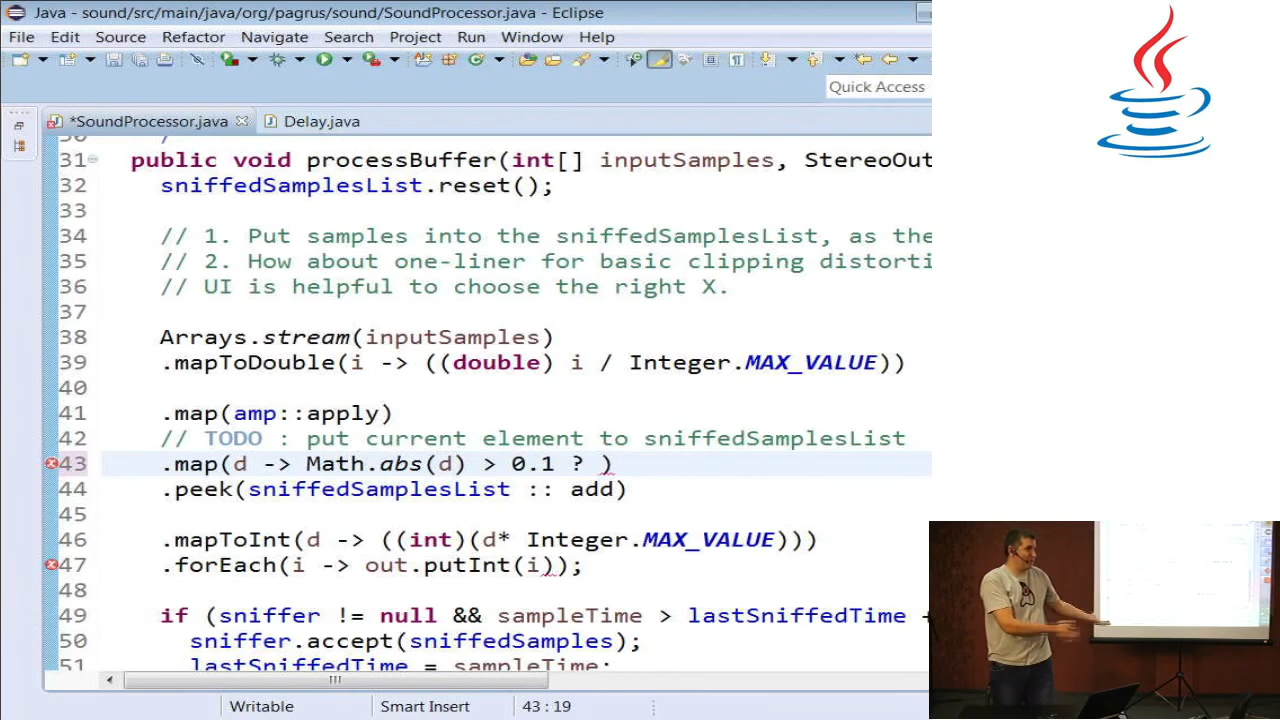 Java - sound/src/main/java/org/pagrus/sound/SoundProcessor.java - Eclipse
File Edit Source Refactor Navigate Search Project Run Window Help
Quick Access
*SoundProcessor.java Delay.java
31 public void processBuffer(int[] inputSamples, StereoOut
32 sniffedSamplesList.reset();
33
34 // 1. Put samples into the sniffedSamplesList, as the
35 // 2. How about one-liner for basic clipping distorti
36 // UI is helpful to choose the right X.
37
38 Arrays.stream(inputSamples)
39 .mapToDouble(i -> ((double) i / Integer.MAX_VALUE))
40
41 .map(amp::apply)
42 // TODO : put current element to sniffedSamplesList
43 .map(d -> Math.abs(d) > 0.1 ? )
44 .peek(sniffedSamplesList :: add)
45
46 .mapToInt(d -> ((int)(d* Integer.MAX_VALUE)))
47 .forEach(i -> out.putInt(i));
48
49 if (sniffer != null && sampleTime > lastSniffedTime +
50 sniffer.accept(sniffedSamples);
51 lastSniffedTime = sampleTime;
Writable Smart Insert 43 : 19